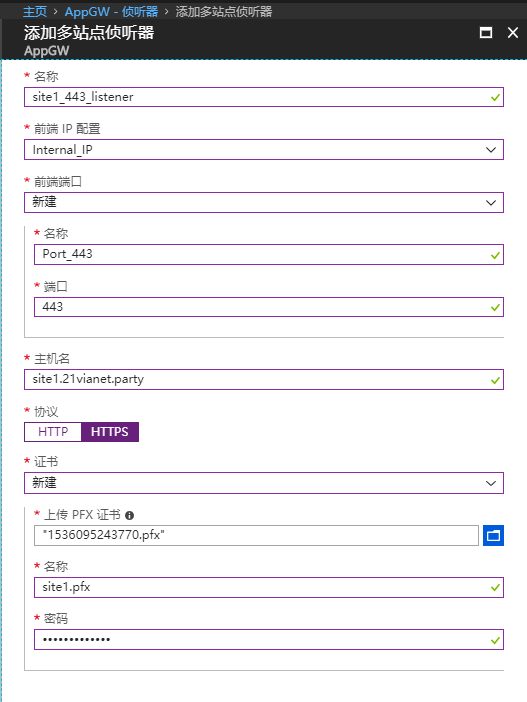 主页 > AppGW - 侦听器 > 添加多站点侦听器
添加多站点侦听器
AppGW
* 名称
site1_443_listener
* 前端 IP 配置
Internal_IP
* 前端端口
新建
* 名称
Port_443
* 端口
443
* 主机名
site1.21vianet.party
* 协议
HTTP HTTPS
* 证书
新建
* 上传 PFX 证书
"1536095243770.pfx"
* 名称
site1.pfx
* 密码
•••••••••••••